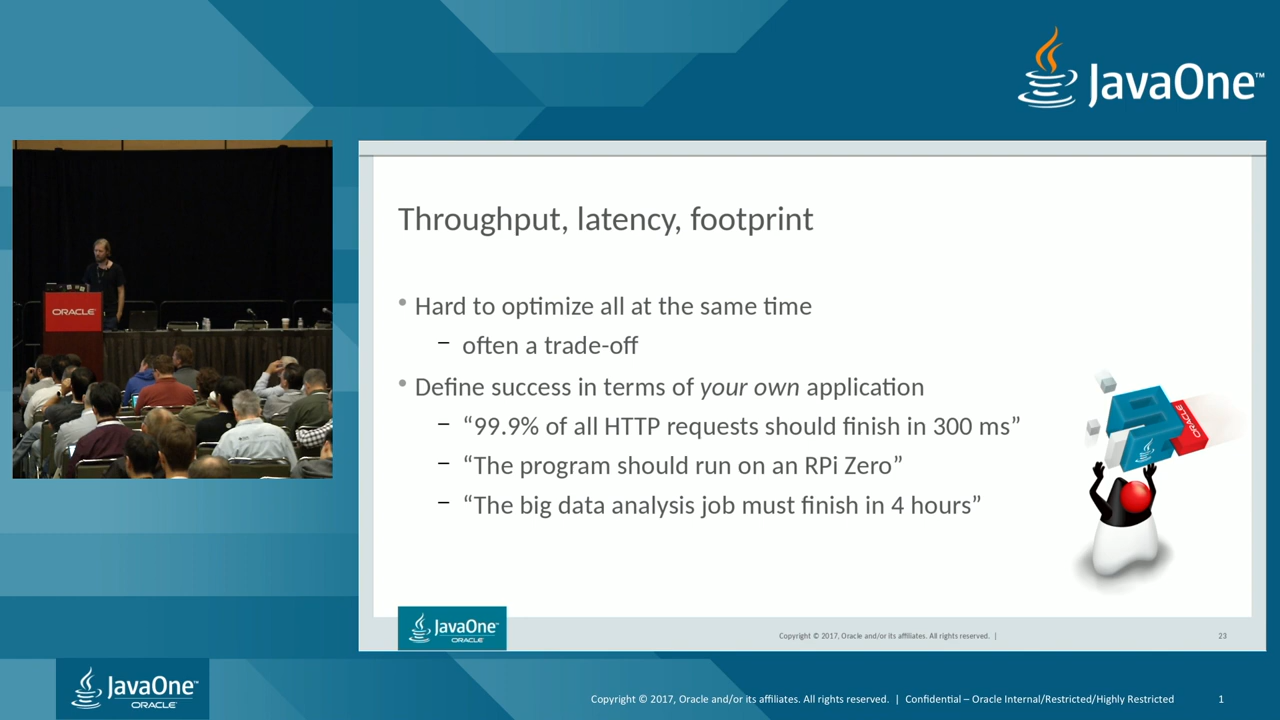 JavaOne™
ORACLE
Throughput, latency, footprint
• Hard to optimize all at the same time
– often a trade-off
• Define success in terms of your own application
– “99.9% of all HTTP requests should finish in 300 ms”
– “The program should run on an RPi Zero”
– “The big data analysis job must finish in 4 hours”
ORACLE
JavaOne™
ORACLE
Copyright © 2017, Oracle and/or its affiliates. All rights reserved. |
23
JavaOne™
ORACLE
Copyright © 2017, Oracle and/or its affiliates. All rights reserved. | Confidential – Oracle Internal/Restricted/Highly Restricted
1